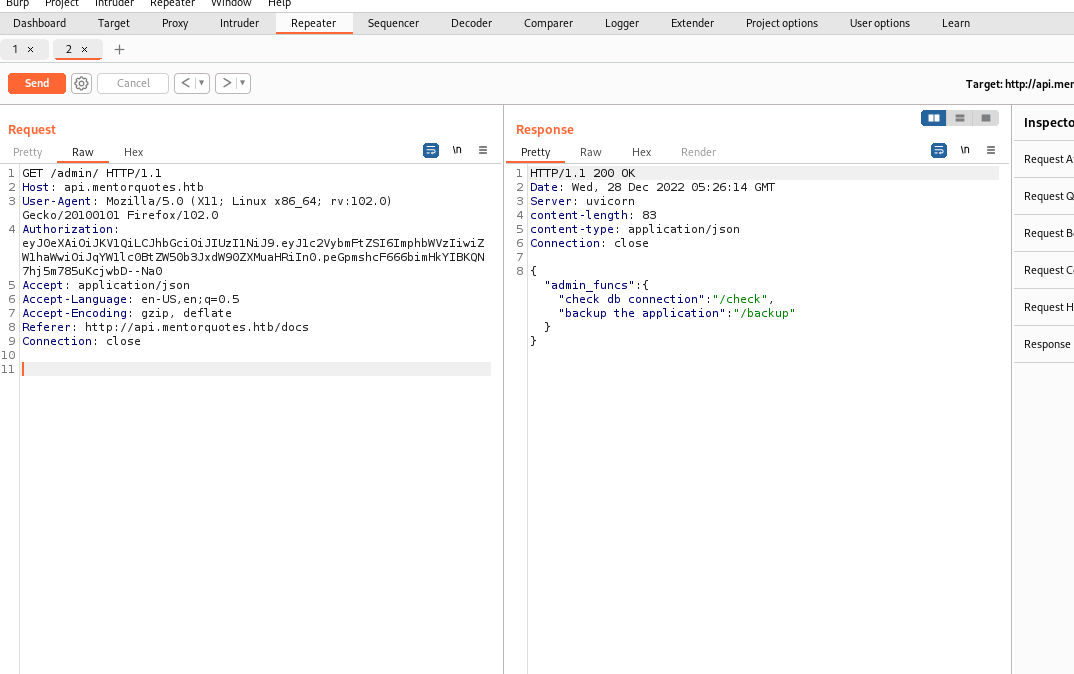 Burp Project Intruder Repeater Window Help
Dashboard Target Proxy Intruder Repeater Sequencer Decoder Comparer Logger Extender Project options User options Learn
1 × 2 × +
Send Cancel < ▾ > ▾ Target: http://api.mer
Request
Pretty Raw Hex \n
1 GET /admin/ HTTP/1.1
2 Host: api.mentorquotes.htb
3 User-Agent: Mozilla/5.0 (X11; Linux x86_64; rv:102.0)
Gecko/20100101 Firefox/102.0
4 Authorization:
eyJ0eXAiOiJKV1QiLCJhbGciOiJIUzI1NiJ9.eyJ1c2VybmFtZSI6ImphbWVzIiwiZ
W1haWwiOiJqYW1lc0BtZW50b3JxdW90ZXMuaHRiIn0.peGpmshcF666bimHkYIBKQN
7hj5m785uKcjwbD--Na0
5 Accept: application/json
6 Accept-Language: en-US,en;q=0.5
7 Accept-Encoding: gzip, deflate
8 Referer: http://api.mentorquotes.htb/docs
9 Connection: close
10
11
Response
Pretty Raw Hex Render \n
1 HTTP/1.1 200 OK
2 Date: Wed, 28 Dec 2022 05:26:14 GMT
3 Server: uvicorn
4 content-length: 83
5 content-type: application/json
6 Connection: close
7
8 {
"admin_funcs":{
"check db connection":"/check",
"backup the application":"/backup"
}
}
Inspecto
Request A
Request Q
Request B
Request C
Request H
Response